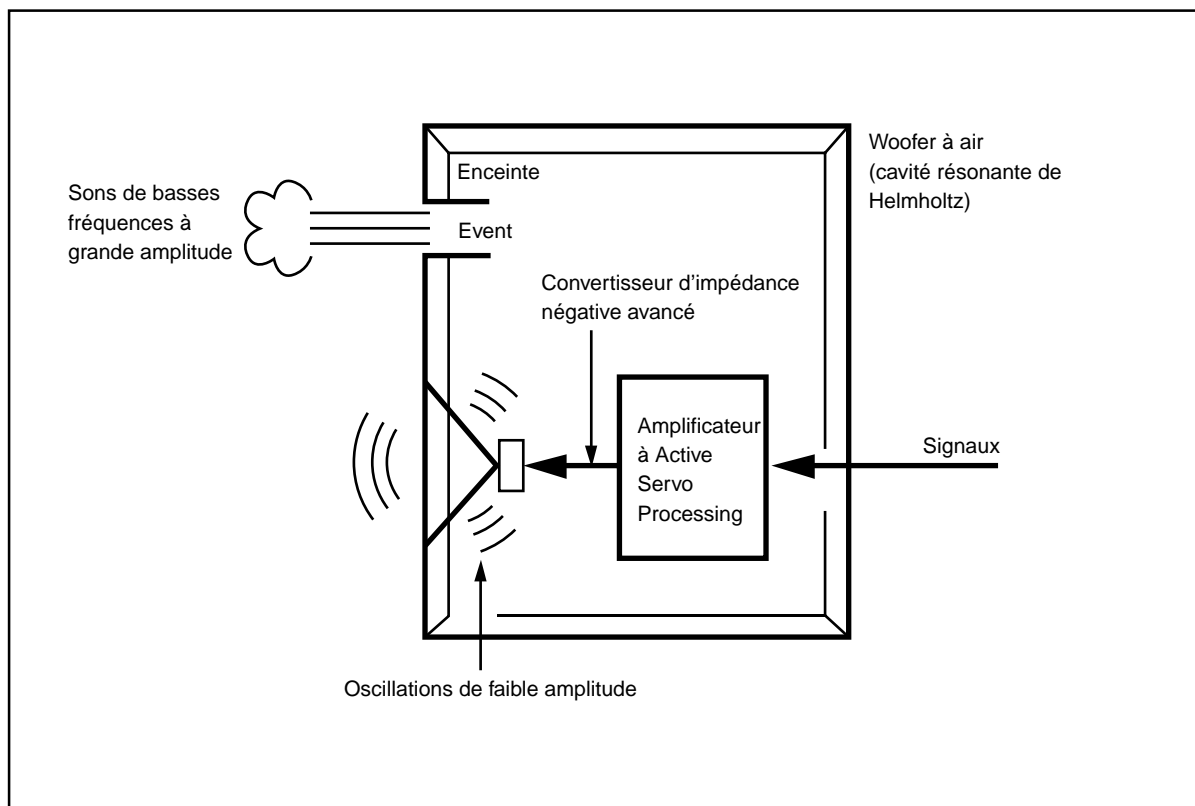 Woofer à air
(cavité résonante de
Helmholtz)
Enceinte
Sons de basses
fréquences à
grande amplitude
Event
Convertisseur d’impédance
négative avancé
Amplificateur
à Active
Servo
Processing
Signaux
Oscillations de faible amplitude